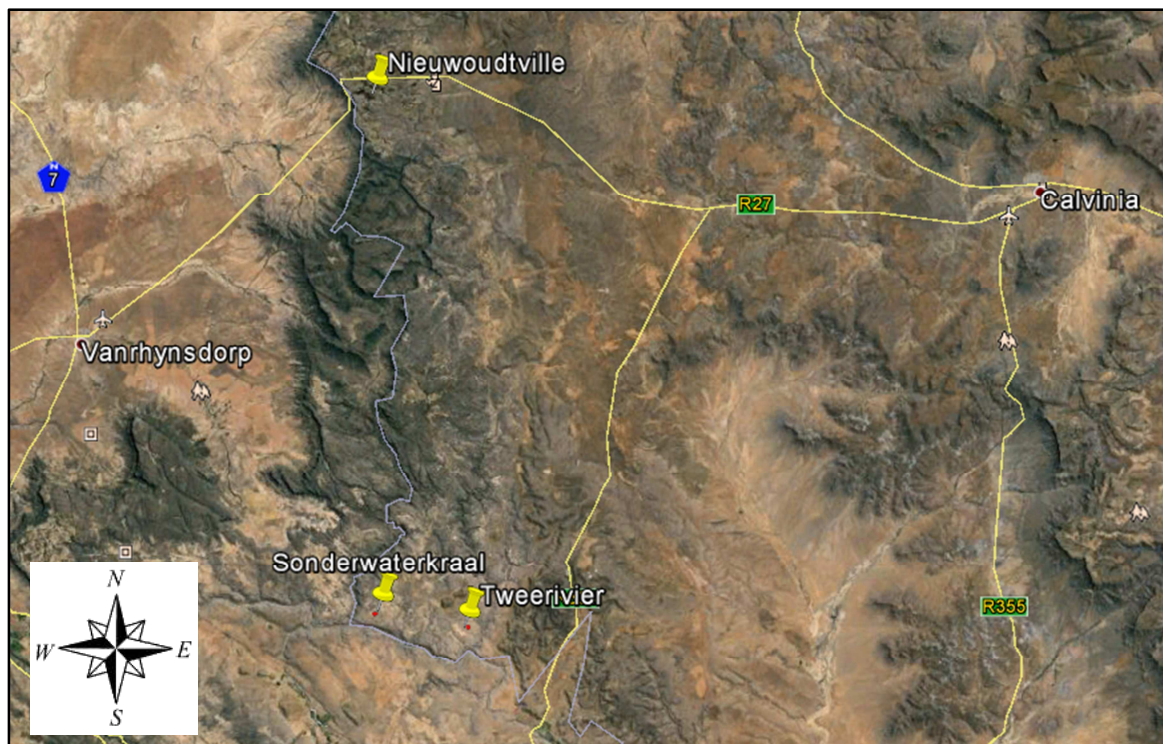 Nieuwoudtville
N
7
R27
Calvinia
Vanrhynsdorp
Sonderwaterkraal
Tweerivier
R355
N
W E
S